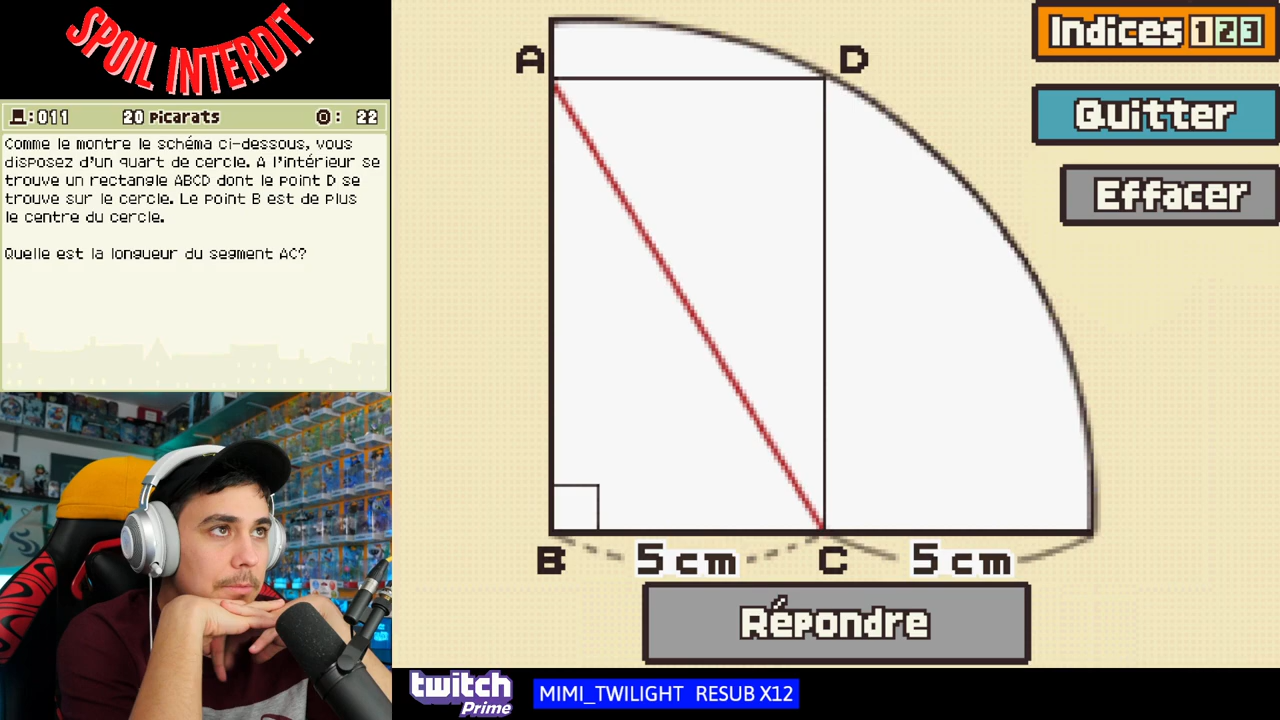 SPOIL INTERDIT
:011 20 PICARATS : 22
Comme le montre le schéma ci-dessous, vous
disposez d'un quart de cercle. A l'intérieur se
trouve un rectangle ABCD dont le point D se
trouve sur le cercle. Le point B est de plus
le centre du cercle.
Quelle est la longueur du segment AC?
A D
B 5 cm C 5 cm
Indices 1 2 3
Quitter
Effacer
Répondre
twitch
Prime
MIMI_TWILIGHT RESUB X12